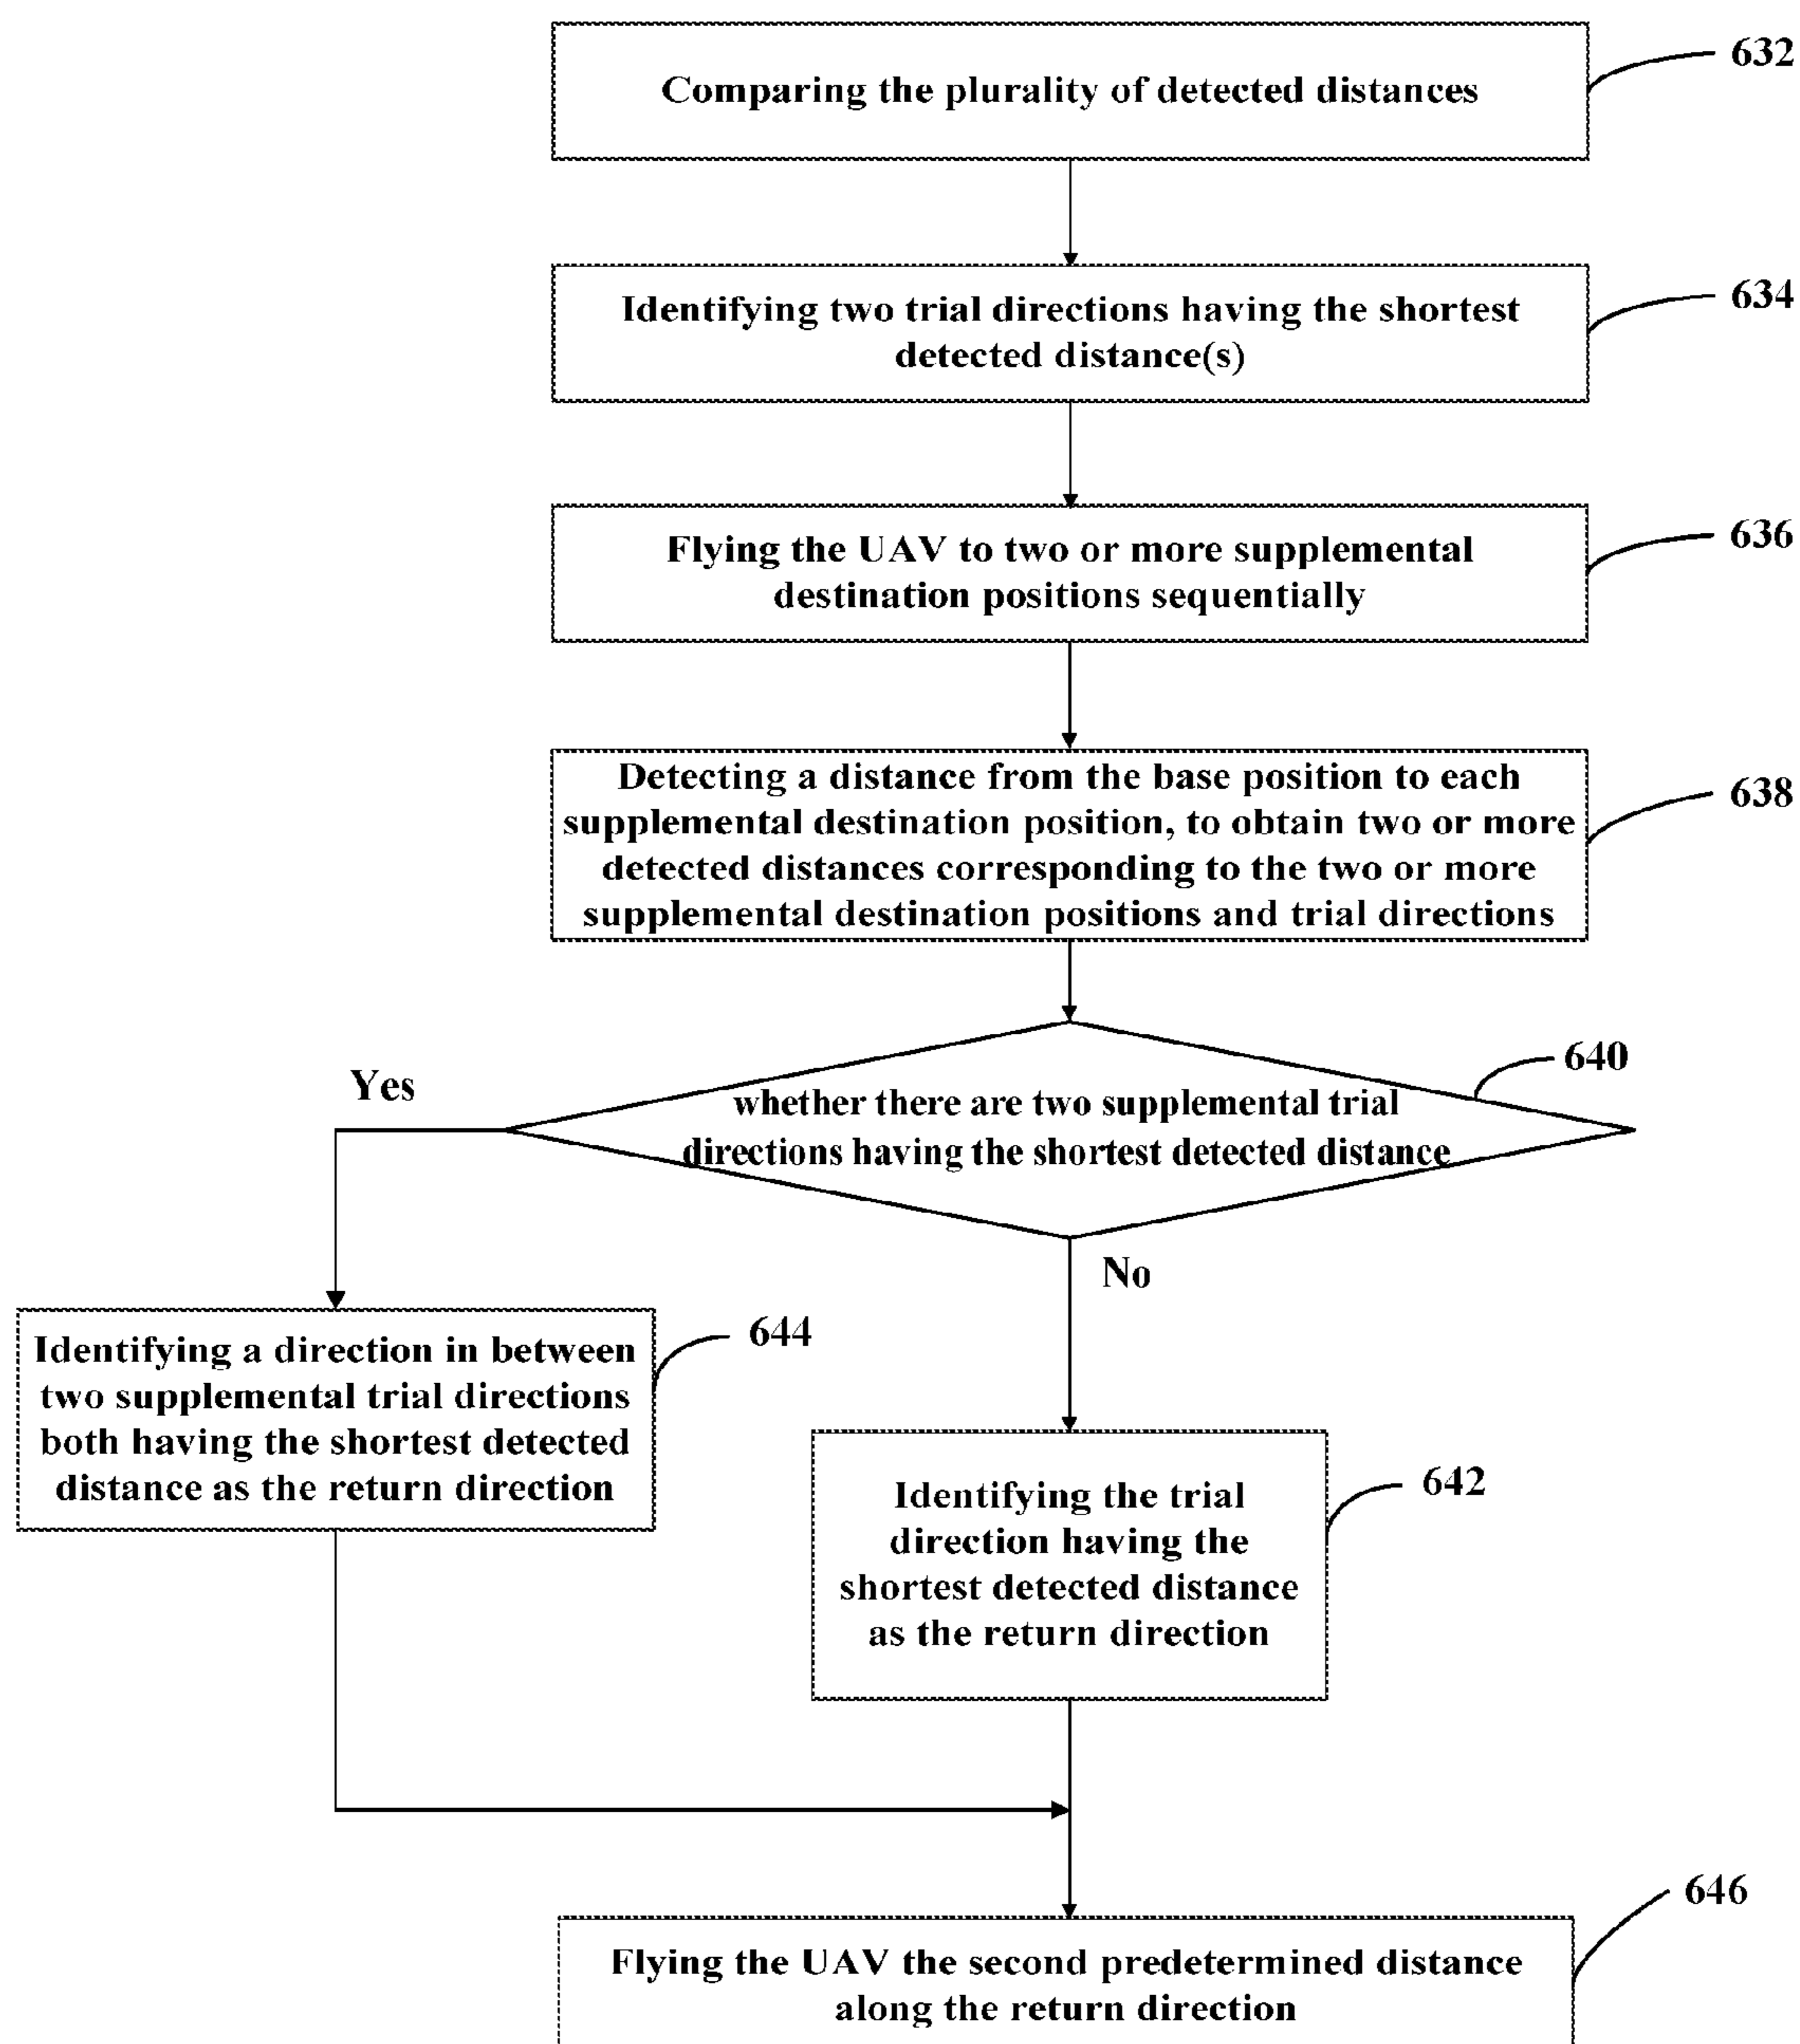 632
Comparing the plurality of detected distances
634
Identifying two trial directions having the shortest
detected distance(s)
636
Flying the UAV to two or more supplemental
destination positions sequentially
638
Detecting a distance from the base position to each
supplemental destination position, to obtain two or more
detected distances corresponding to the two or more
supplemental destination positions and trial directions
640
Yes
whether there are two supplemental trial
directions having the shortest detected distance
No
644
Identifying a direction in between
two supplemental trial directions
both having the shortest detected
distance as the return direction
642
Identifying the trial
direction having the
shortest detected distance
as the return direction
646
Flying the UAV the second predetermined distance
along the return direction